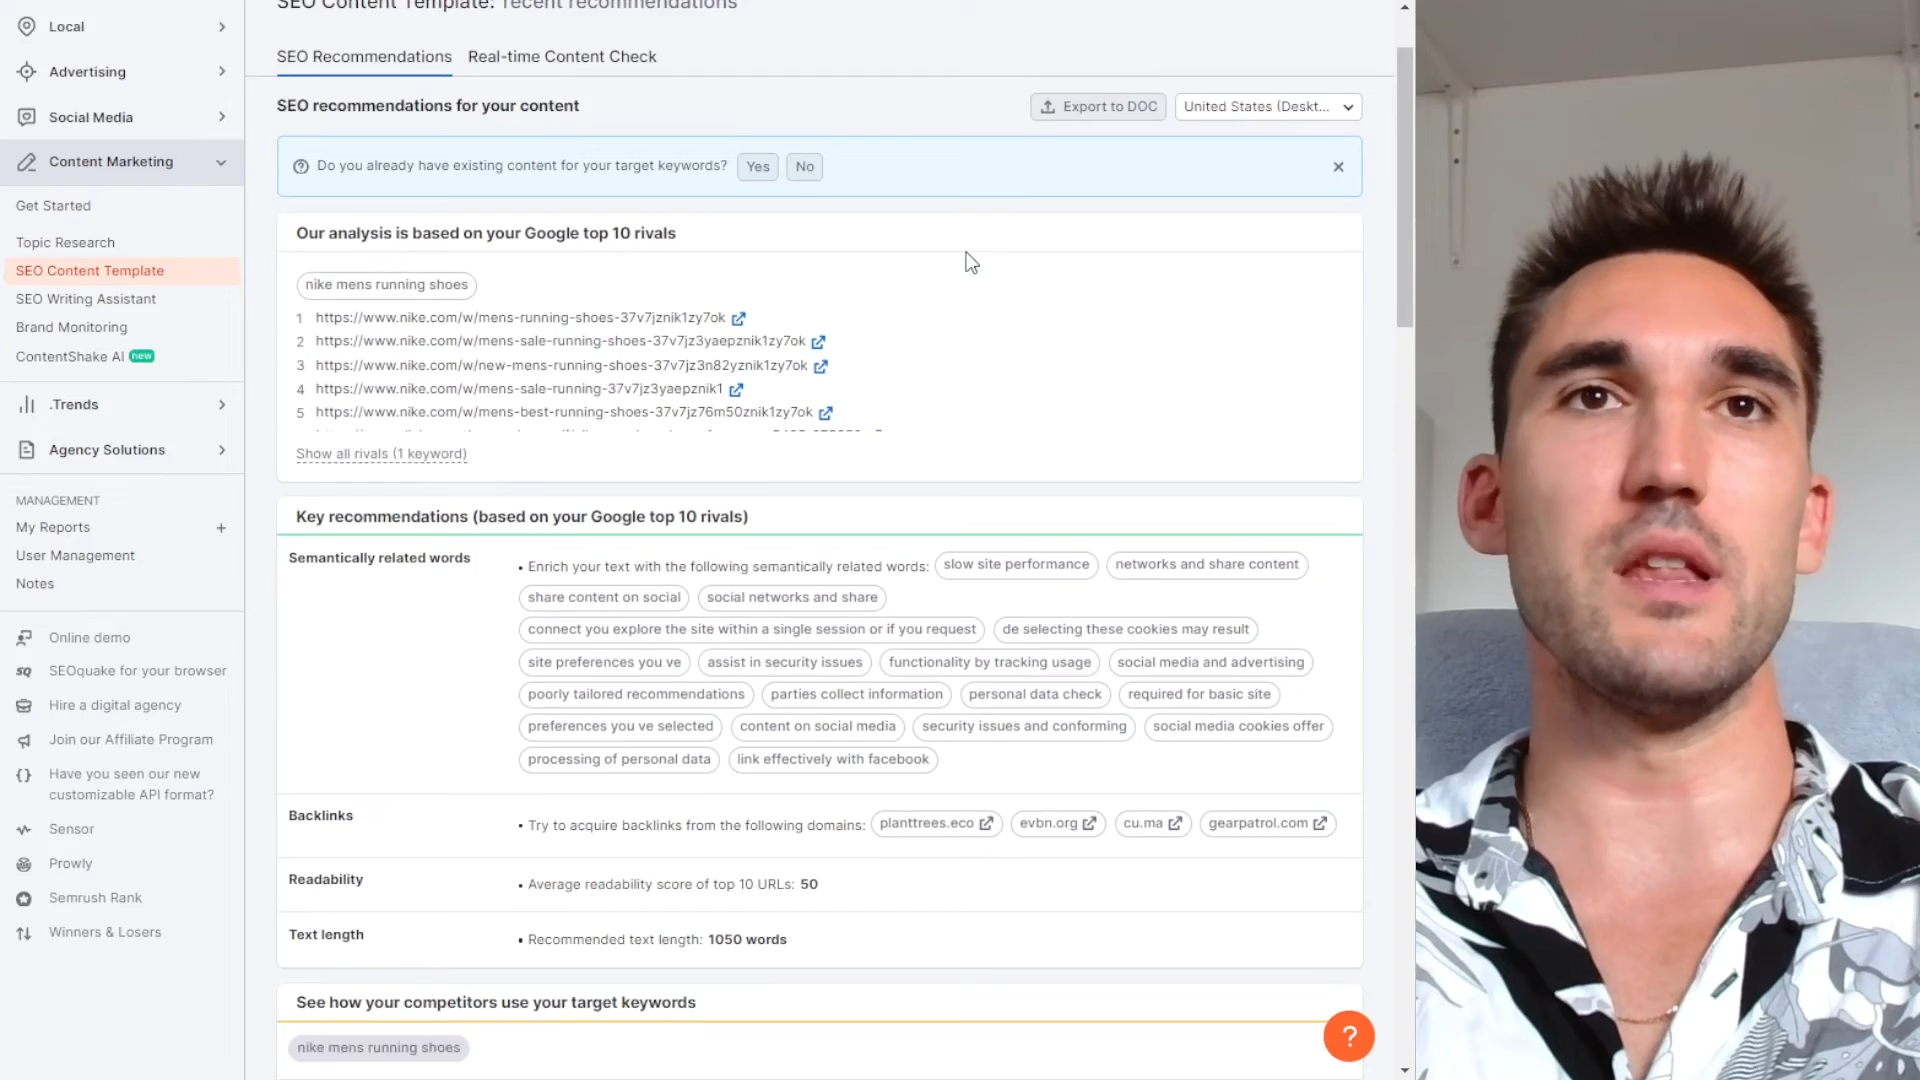 SEO Content Template: recent recommendations
Local
Advertising
Social Media
Content Marketing
Get Started
Topic Research
SEO Content Template
SEO Writing Assistant
Brand Monitoring
ContentShake AI new
.Trends
Agency Solutions
MANAGEMENT
My Reports +
User Management
Notes
Online demo
SQ SEOquake for your browser
Hire a digital agency
Join our Affiliate Program
{} Have you seen our new
customizable API format?
Sensor
Prowly
Semrush Rank
Winners & Losers
SEO Recommendations Real-time Content Check
SEO recommendations for your content Export to DOC United States (Deskt...
Do you already have existing content for your target keywords? Yes No
Our analysis is based on your Google top 10 rivals
nike mens running shoes
1 https://www.nike.com/w/mens-running-shoes-37v7jznik1zy7ok
2 https://www.nike.com/w/mens-sale-running-shoes-37v7jz3yaepznik1zy7ok
3 https://www.nike.com/w/new-mens-running-shoes-37v7jz3n82yznik1zy7ok
4 https://www.nike.com/w/mens-sale-running-37v7jz3yaepznik1
5 https://www.nike.com/w/mens-best-running-shoes-37v7jz76m50znik1zy7ok
Show all rivals (1 keyword)
Key recommendations (based on your Google top 10 rivals)
Semantically related words
• Enrich your text with the following semantically related words: slow site performance networks and share content
share content on social social networks and share
connect you explore the site within a single session or if you request de selecting these cookies may result
site preferences you ve assist in security issues functionality by tracking usage social media and advertising
poorly tailored recommendations parties collect information personal data check required for basic site
preferences you ve selected content on social media security issues and conforming social media cookies offer
processing of personal data link effectively with facebook
Backlinks
• Try to acquire backlinks from the following domains: planttrees.eco evbn.org cu.ma gearpatrol.com
Readability
• Average readability score of top 10 URLs: 50
Text length
• Recommended text length: 1050 words
See how your competitors use your target keywords
nike mens running shoes
?